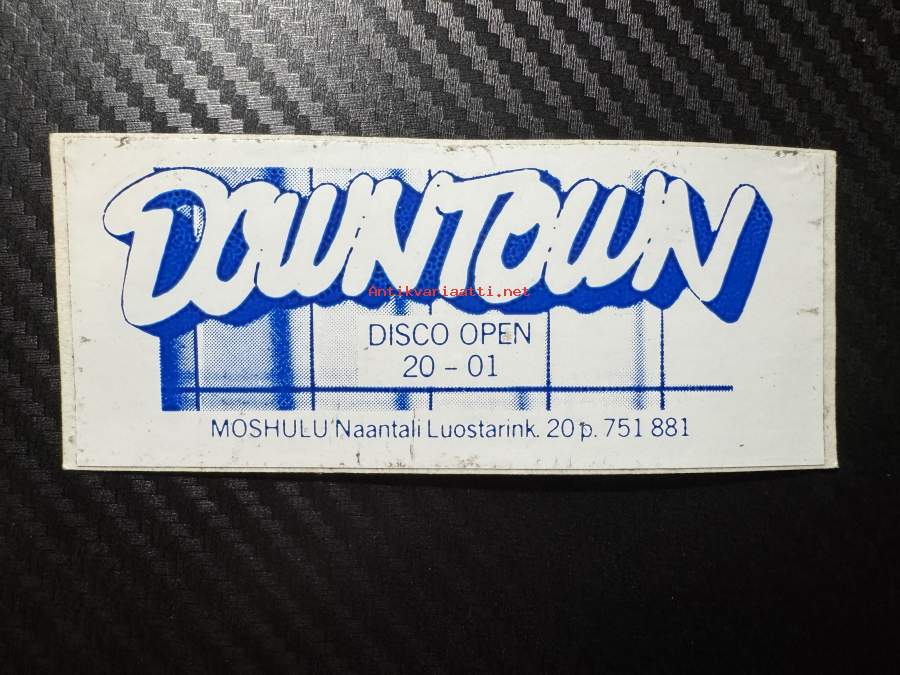 DOWNTOWN
Antikvariaatti.net
DISCO OPEN
20 - 01
MOSHULU Naantali Luostarink. 20 p. 751 881